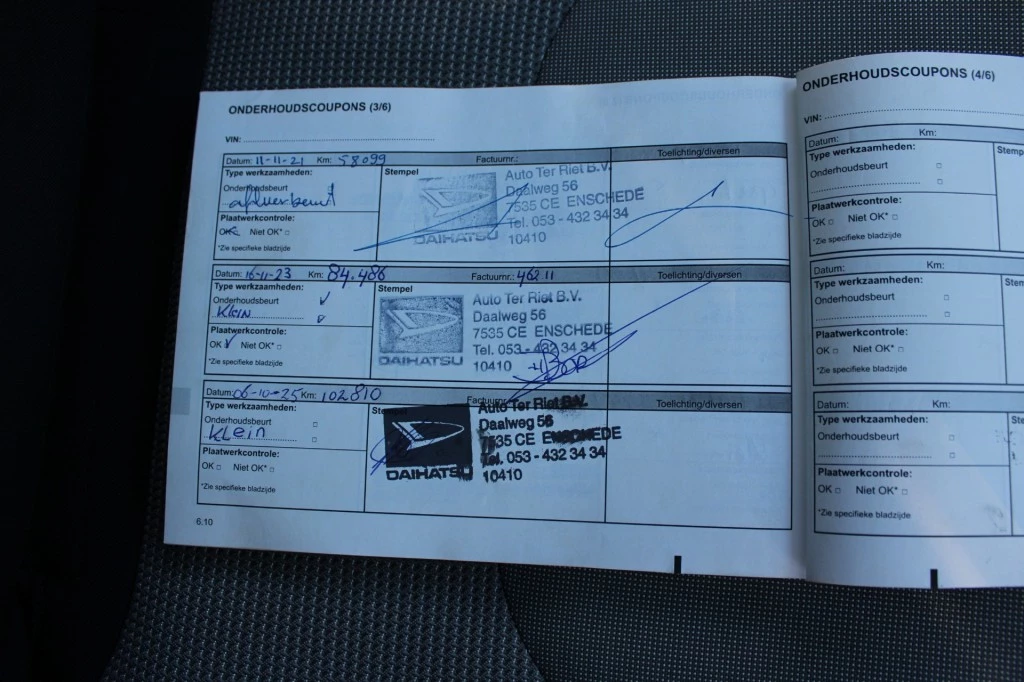 ONDERHOUDSCOUPONS (3/6)
VIN:
Datum: 11-11-21 Km: 58099 Factuurnr.: Toelichting/diversen
Type werkzaamheden:
Onderhoudsbeurt
Plaatwerkcontrole:
OK Niet OK*
*Zie specifieke bladzijde
Stempel
DAIHATSU
Auto Ter Riet B.V.
Daalweg 56
7535 CE ENSCHEDE
Tel. 053 - 432 34 34
10410
Datum: 16-11-23 Km: 84.486 Factuurnr.: 46211 Toelichting/diversen
Type werkzaamheden:
Onderhoudsbeurt
Klein
Plaatwerkcontrole:
OK Niet OK*
*Zie specifieke bladzijde
Stempel
DAIHATSU
Auto Ter Riet B.V.
Daalweg 56
7535 CE ENSCHEDE
Tel. 053 - 432 34 34
10410
Datum: 06-10-25 Km: 102810 Toelichting/diversen
Type werkzaamheden:
Onderhoudsbeurt
Klein
Plaatwerkcontrole:
OK Niet OK*
*Zie specifieke bladzijde
DAIHATSU
Auto Ter Riet B.V.
Daalweg 56
7535 CE ENSCHEDE
Tel. 053 - 432 34 34
10410
6.10
ONDERHOUDSCOUPONS (4/6)
VIN:
Datum: Km:
Type werkzaamheden:
Onderhoudsbeurt
Plaatwerkcontrole:
OK Niet OK*
*Zie specifieke bladzijde
Datum: Km:
Type werkzaamheden:
Onderhoudsbeurt
Plaatwerkcontrole:
OK Niet OK*
*Zie specifieke bladzijde
Datum: Km:
Type werkzaamheden:
Onderhoudsbeurt
Plaatwerkcontrole:
OK Niet OK*
*Zie specifieke bladzijde